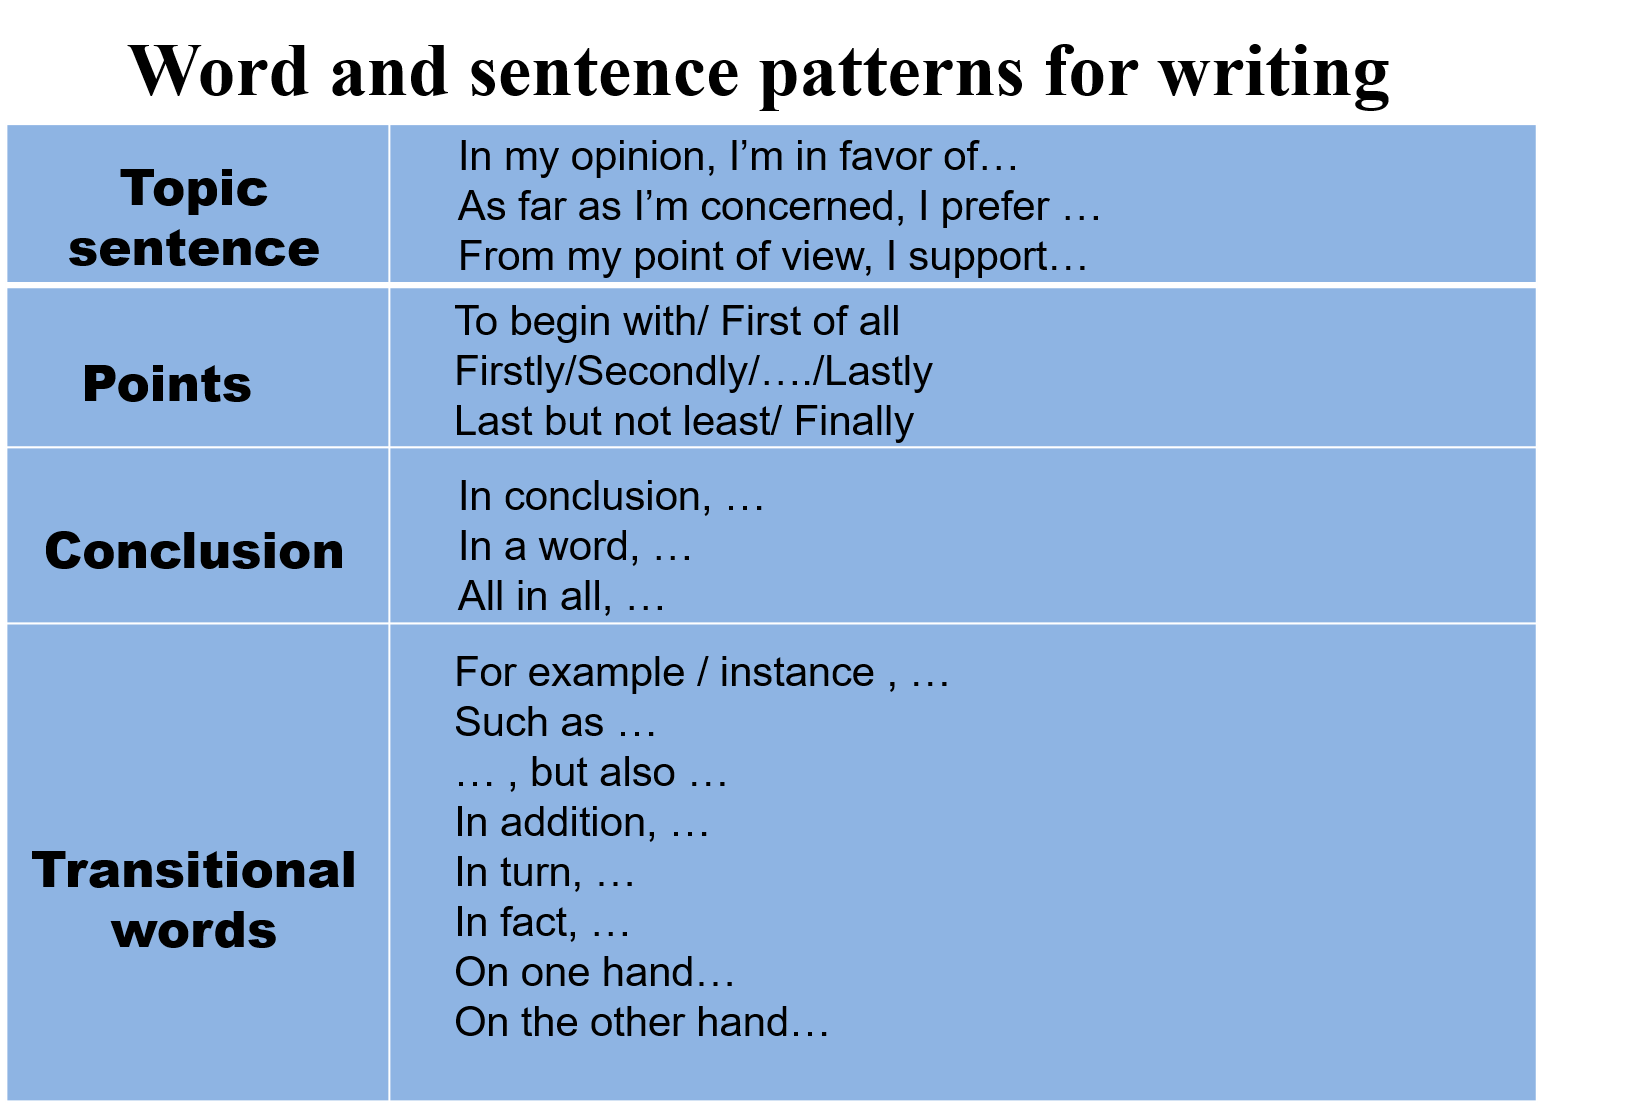 Word and sentence patterns for writing
Topic
sentence
In my opinion, I’m in favor of…
As far as I’m concerned, I prefer …
From my point of view, I support…
Points
To begin with/ First of all
Firstly/Secondly/…./Lastly
Last but not least/ Finally
Conclusion
In conclusion, …
In a word, …
All in all, …
Transitional
words
For example / instance , …
Such as …
… , but also …
In addition, …
In turn, …
In fact, …
On one hand…
On the other hand…